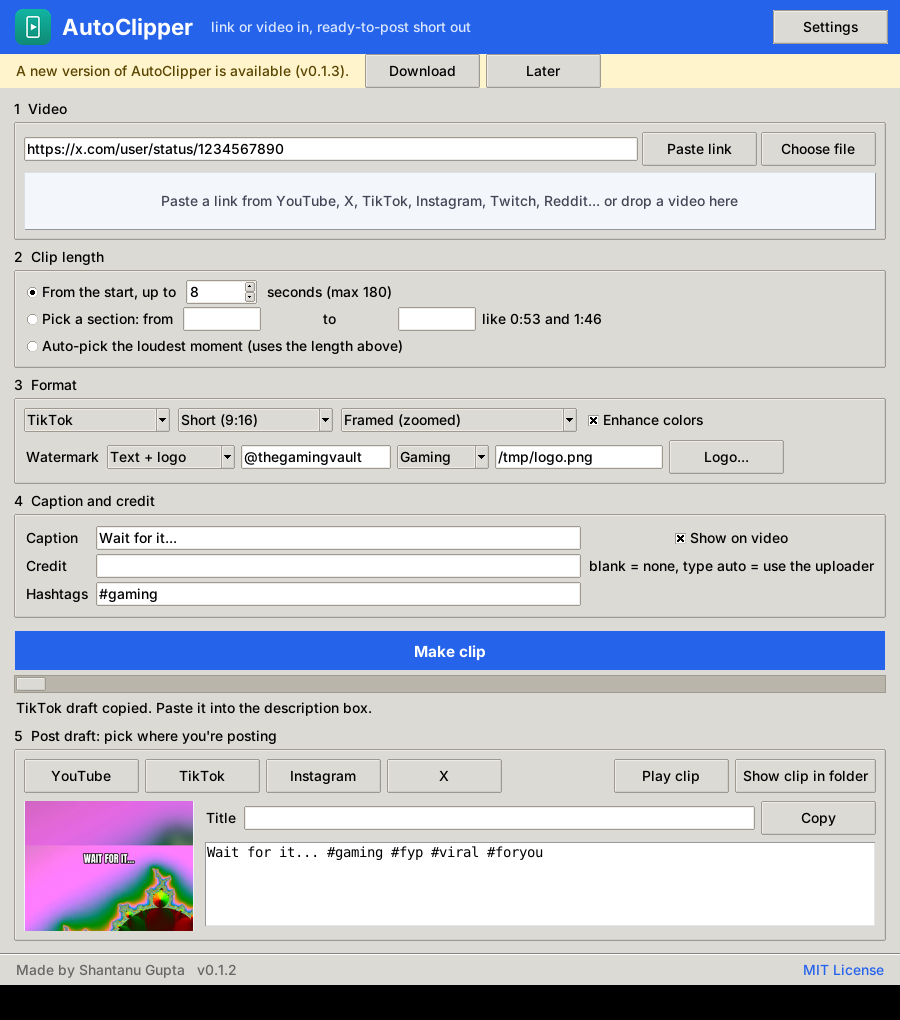 AutoClipper link or video in, ready-to-post short out Settings
A new version of AutoClipper is available (v0.1.3). Download Later
1 Video
https://x.com/user/status/1234567890 Paste link Choose file
Paste a link from YouTube, X, TikTok, Instagram, Twitch, Reddit... or drop a video here
2 Clip length
From the start, up to 8 seconds (max 180)
Pick a section: from to like 0:53 and 1:46
Auto-pick the loudest moment (uses the length above)
3 Format
TikTok Short (9:16) Framed (zoomed) Enhance colors
Watermark Text + logo @thegamingvault Gaming /tmp/logo.png Logo...
4 Caption and credit
Caption Wait for it... Show on video
Credit blank = none, type auto = use the uploader
Hashtags #gaming
Make clip
TikTok draft copied. Paste it into the description box.
5 Post draft: pick where you're posting
YouTube TikTok Instagram X Play clip Show clip in folder
Title Copy
WAIT FOR IT...
Wait for it... #gaming #fyp #viral #foryou
Made by Shantanu Gupta v0.1.2 MIT License